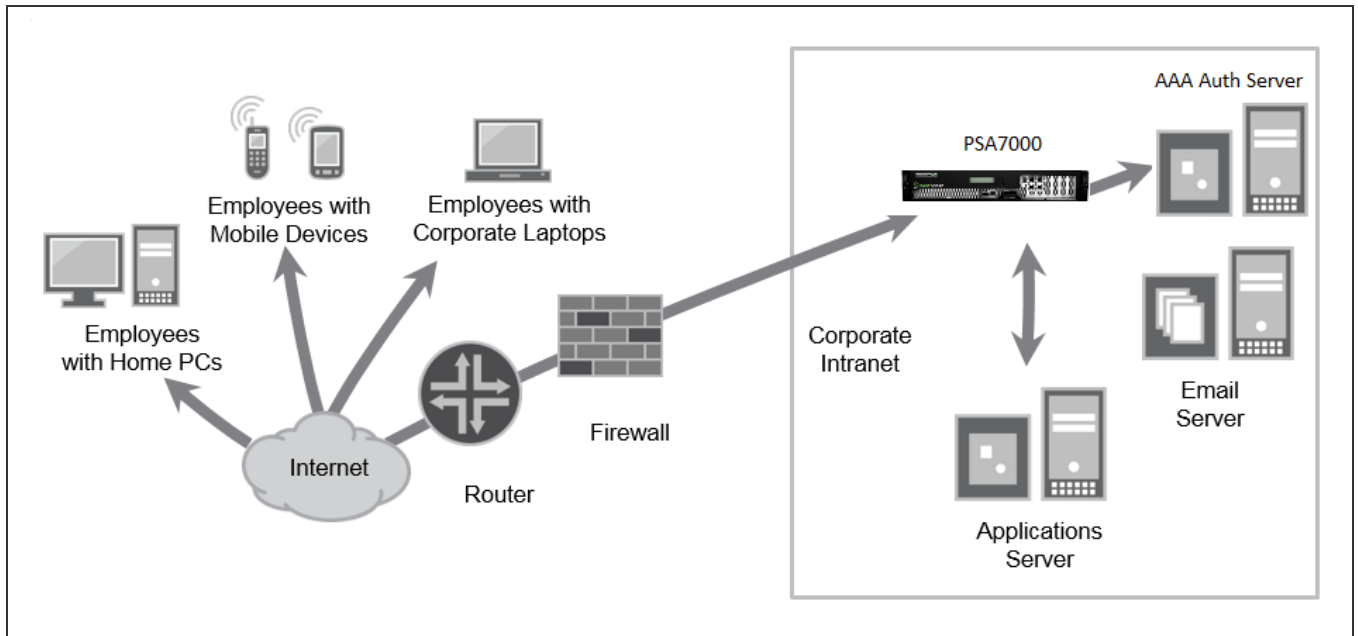 AAA Auth Server
PSA7000
Employees with
Mobile Devices
Employees with
Corporate Laptops
Employees
with Home PCs
Corporate
Intranet
Email
Server
Firewall
Internet
Router
Applications
Server